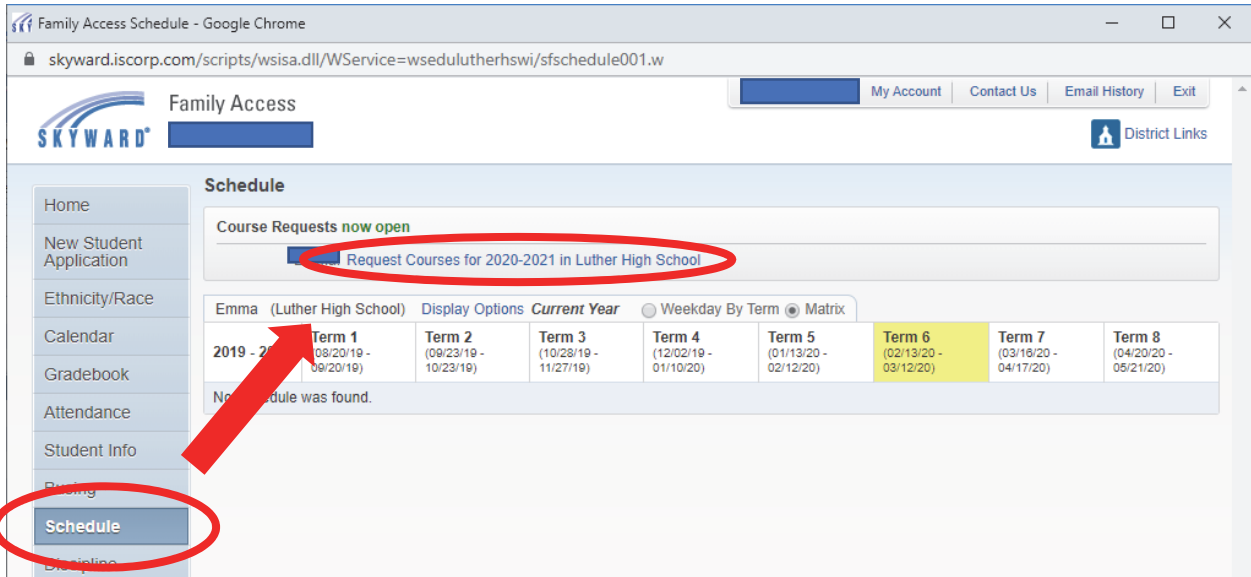 Family Access Schedule - Google Chrome
skyward.iscorp.com/scripts/wsisa.dll/WService=wsedulutherhswi/sfschedule001.w
Family Access
My Account Contact Us Email History Exit
SKYWARD®
District Links
Schedule
Home
New Student
Application
Ethnicity/Race
Calendar
Gradebook
Attendance
Student Info
Busing
Schedule
Discipline
Course Requests now open
Request Courses for 2020-2021 in Luther High School
Emma (Luther High School) Display Options Current Year Weekday By Term Matrix
2019 -
Term 1
(08/20/19 -
09/20/19)
Term 2
(09/23/19 -
10/23/19)
Term 3
(10/28/19 -
11/27/19)
Term 4
(12/02/19 -
01/10/20)
Term 5
(01/13/20 -
02/12/20)
Term 6
(02/13/20 -
03/12/20)
Term 7
(03/16/20 -
04/17/20)
Term 8
(04/20/20 -
05/21/20)
was found.